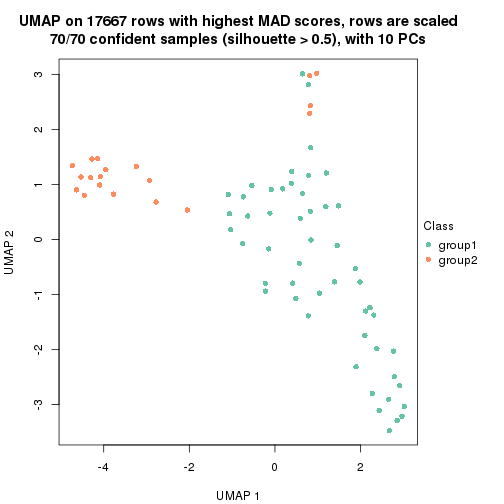 UMAP on 17667 rows with highest MAD scores, rows are scaled
70/70 confident samples (silhouette > 0.5), with 10 PCs
3
2
1
0
-1
-2
-3
UMAP 2
-4
-2
0
2
UMAP 1
Class
group1
group2